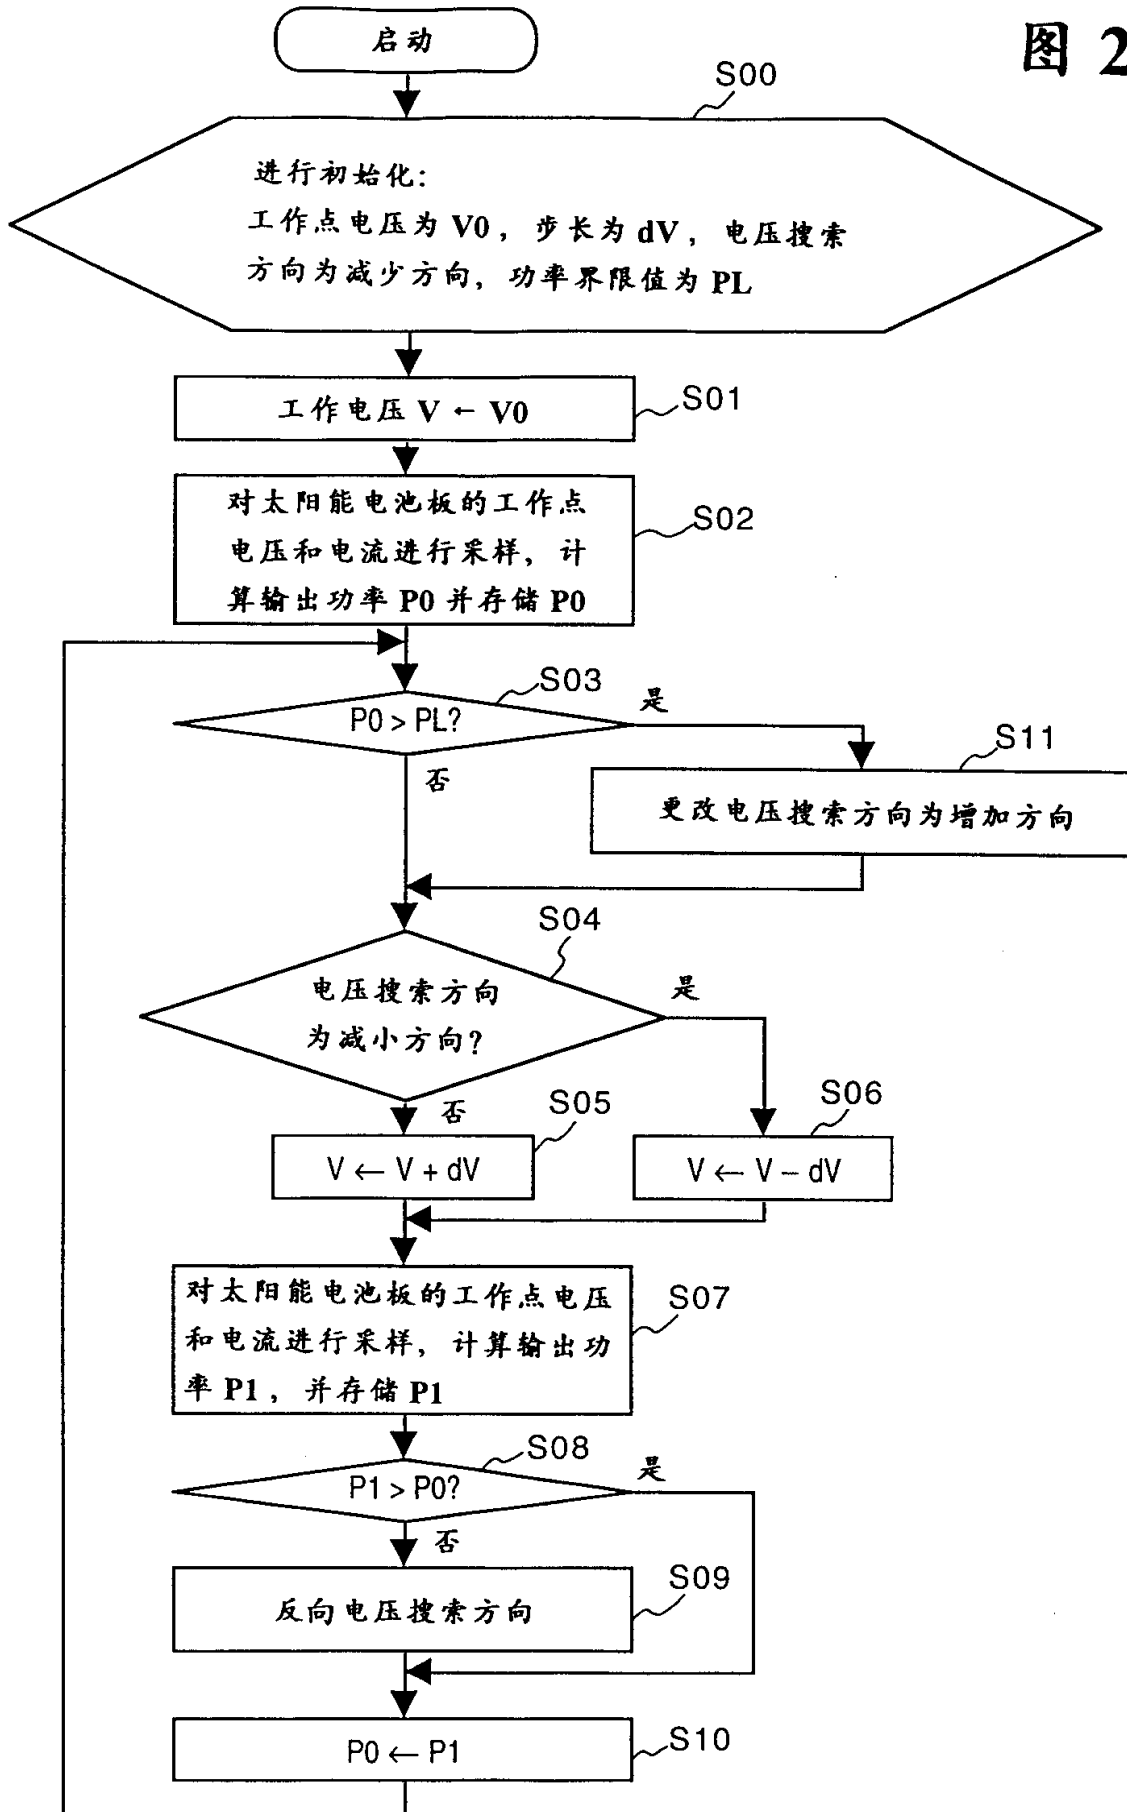 图 2
启动
S00
进行初始化:
工作点电压为 V0，步长为 dV，电压搜索
方向为减少方向，功率界限值为 PL
工作电压 V ← V0
S01
对太阳能电池板的工作点
电压和电流进行采样，计
算输出功率 P0 并存储 P0
S02
S03
P0 > PL?
是
否
S11
更改电压搜索方向为增加方向
S04
电压搜索方向
为减小方向?
是
否
S05
V ← V + dV
S06
V ← V – dV
对太阳能电池板的工作点电压
和电流进行采样，计算输出功
率 P1，并存储 P1
S07
S08
P1 > P0?
是
否
S09
反向电压搜索方向
P0 ← P1
S10